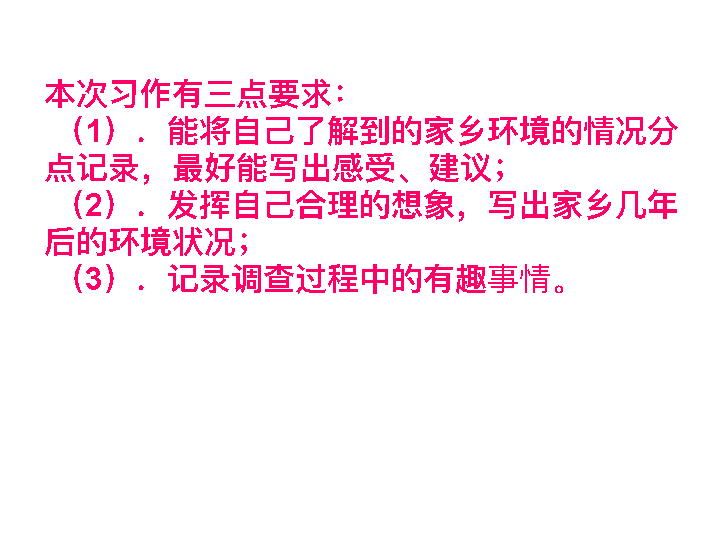 本次习作有三点要求：
（1）．能将自己了解到的家乡环境的情况分
点记录，最好能写出感受、建议；
（2）．发挥自己合理的想象，写出家乡几年
后的环境状况；
（3）．记录调查过程中的有趣事情。